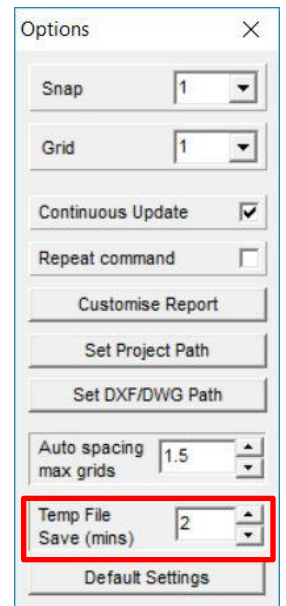 Options
Snap 1
Grid 1
Continuous Update
Repeat command
Customise Report
Set Project Path
Set DXF/DWG Path
Auto spacing
max grids 1.5
Temp File
Save (mins) 2
Default Settings